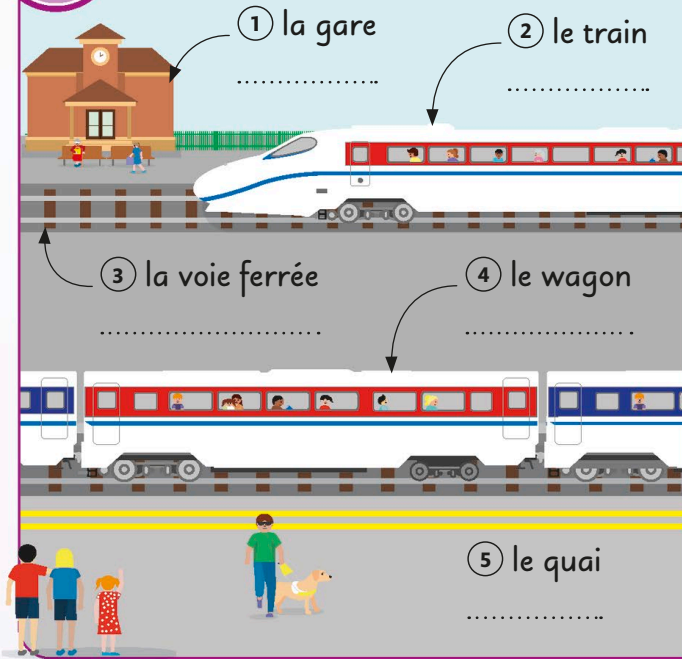 1 la gare
2 le train
.................
.................
3 la voie ferrée
4 le wagon
..........................
....................
5 le quai
.................